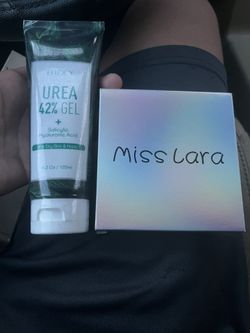 UREA
42% GEL
+
Salicylic
Hyaluronic Acid
Miss Lara